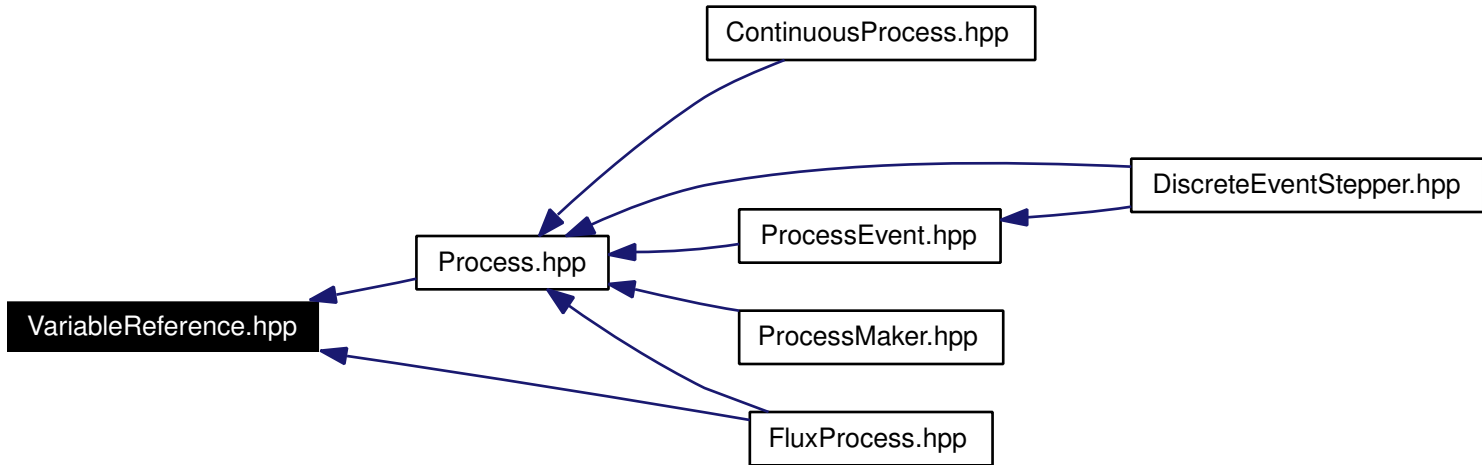 ContinuousProcess.hpp
DiscreteEventStepper.hpp
ProcessEvent.hpp
Process.hpp
VariableReference.hpp
ProcessMaker.hpp
FluxProcess.hpp